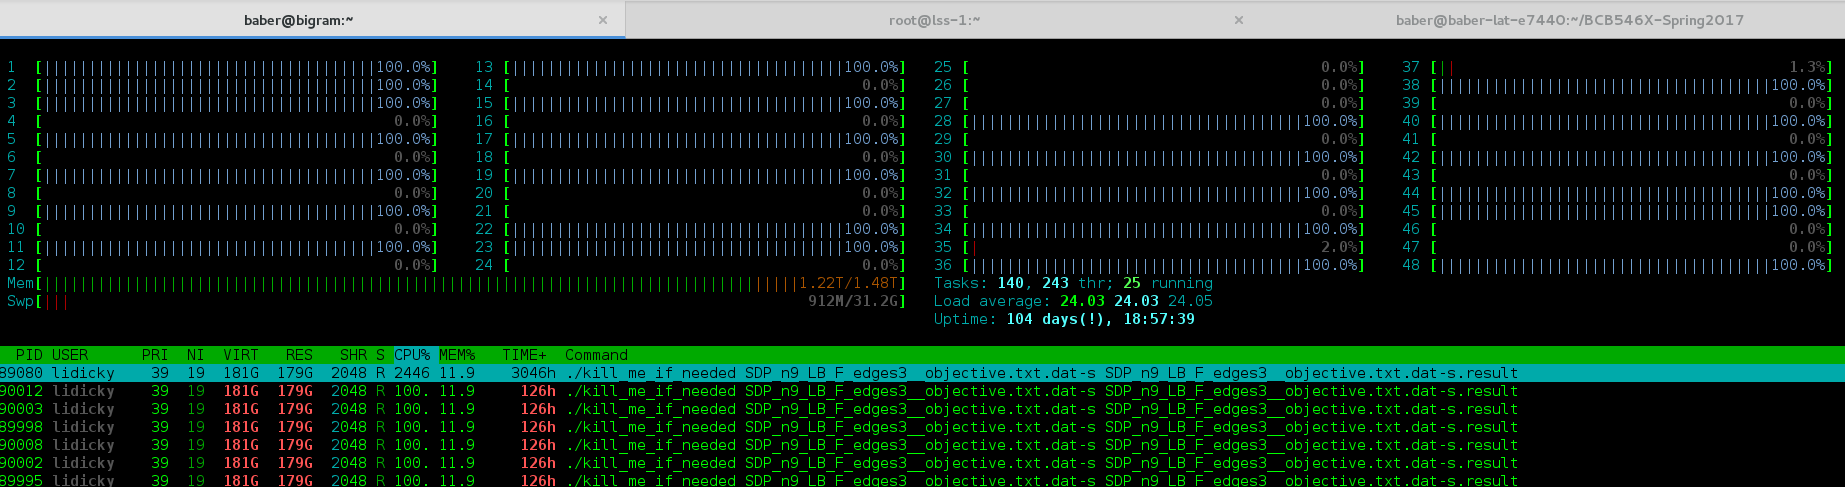 baber@bigram:~ × root@lss-1:~ × baber@baber-lat-e7440:~/BCB546X-Spring2017
1 [100.0%] 13 [100.0%] 25 [0.0%] 37 [1.3%]
2 [100.0%] 14 [0.0%] 26 [0.0%] 38 [100.0%]
3 [100.0%] 15 [100.0%] 27 [0.0%] 39 [0.0%]
4 [0.0%] 16 [0.0%] 28 [100.0%] 40 [100.0%]
5 [100.0%] 17 [100.0%] 29 [0.0%] 41 [0.0%]
6 [0.0%] 18 [0.0%] 30 [100.0%] 42 [100.0%]
7 [100.0%] 19 [100.0%] 31 [0.0%] 43 [0.0%]
8 [0.0%] 20 [0.0%] 32 [100.0%] 44 [100.0%]
9 [100.0%] 21 [0.0%] 33 [0.0%] 45 [100.0%]
10 [0.0%] 22 [100.0%] 34 [100.0%] 46 [0.0%]
11 [100.0%] 23 [100.0%] 35 [2.0%] 47 [0.0%]
12 [0.0%] 24 [0.0%] 36 [100.0%] 48 [100.0%]
Mem[1.22T/1.48T] Tasks: 140, 243 thr; 25 running
Swp[912M/31.2G] Load average: 24.03 24.03 24.05
Uptime: 104 days(!), 18:57:39
PID USER PRI NI VIRT RES SHR S CPU% MEM% TIME+ Command
89080 lidicky 39 19 181G 179G 2048 R 2446 11.9 3046h ./kill_me_if_needed SDP_n9_LB_F_edges3__objective.txt.dat-s SDP_n9_LB_F_edges3__objective.txt.dat-s.result
90012 lidicky 39 19 181G 179G 2048 R 100. 11.9 126h ./kill_me_if_needed SDP_n9_LB_F_edges3__objective.txt.dat-s SDP_n9_LB_F_edges3__objective.txt.dat-s.result
90003 lidicky 39 19 181G 179G 2048 R 100. 11.9 126h ./kill_me_if_needed SDP_n9_LB_F_edges3__objective.txt.dat-s SDP_n9_LB_F_edges3__objective.txt.dat-s.result
89998 lidicky 39 19 181G 179G 2048 R 100. 11.9 126h ./kill_me_if_needed SDP_n9_LB_F_edges3__objective.txt.dat-s SDP_n9_LB_F_edges3__objective.txt.dat-s.result
90008 lidicky 39 19 181G 179G 2048 R 100. 11.9 126h ./kill_me_if_needed SDP_n9_LB_F_edges3__objective.txt.dat-s SDP_n9_LB_F_edges3__objective.txt.dat-s.result
90002 lidicky 39 19 181G 179G 2048 R 100. 11.9 126h ./kill_me_if_needed SDP_n9_LB_F_edges3__objective.txt.dat-s SDP_n9_LB_F_edges3__objective.txt.dat-s.result
89995 lidicky 39 19 181G 179G 2048 R 100. 11.9 126h ./kill_me_if_needed SDP_n9_LB_F_edges3__objective.txt.dat-s SDP_n9_LB_F_edges3__objective.txt.dat-s.result